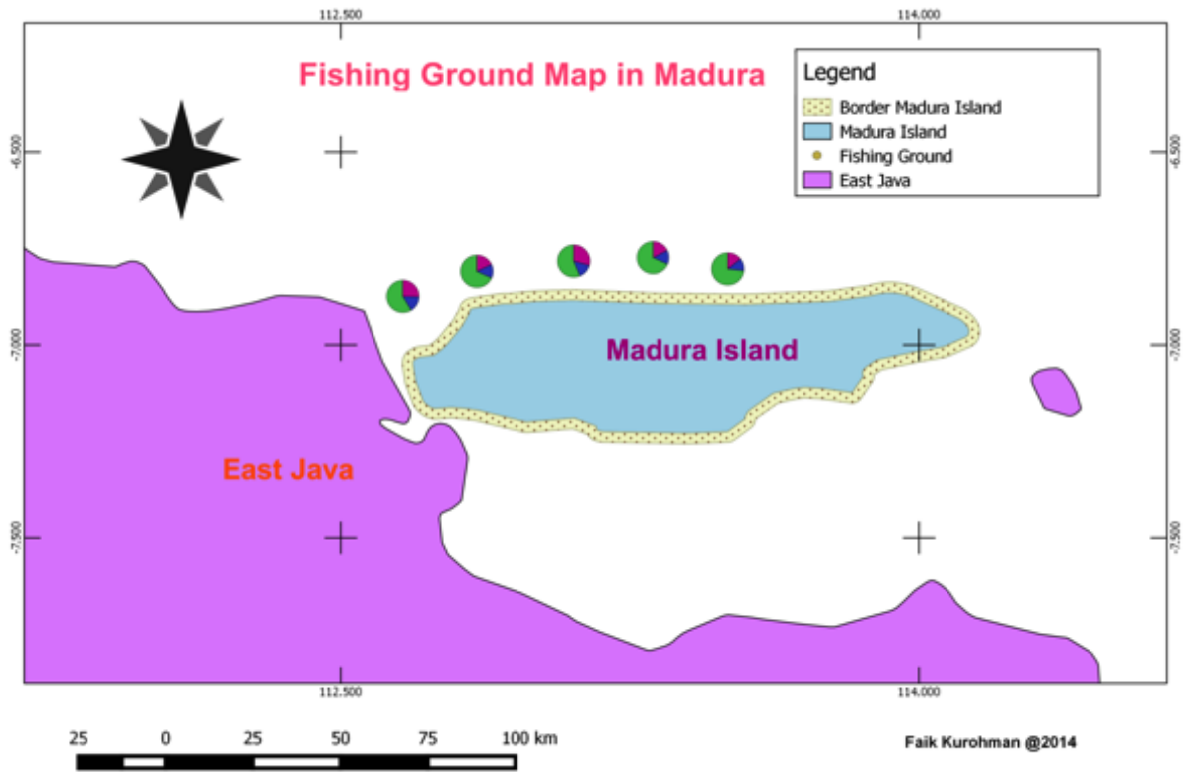 112.500 114.000
Fishing Ground Map in Madura
Legend
Border Madura Island
Madura Island
Fishing Ground
East Java
-6.500 -6.500
-7.000 -7.000
Madura Island
East Java
-7.500 -7.500
112.500 114.000
25 0 25 50 75 100 km
Faik Kurohman @2014